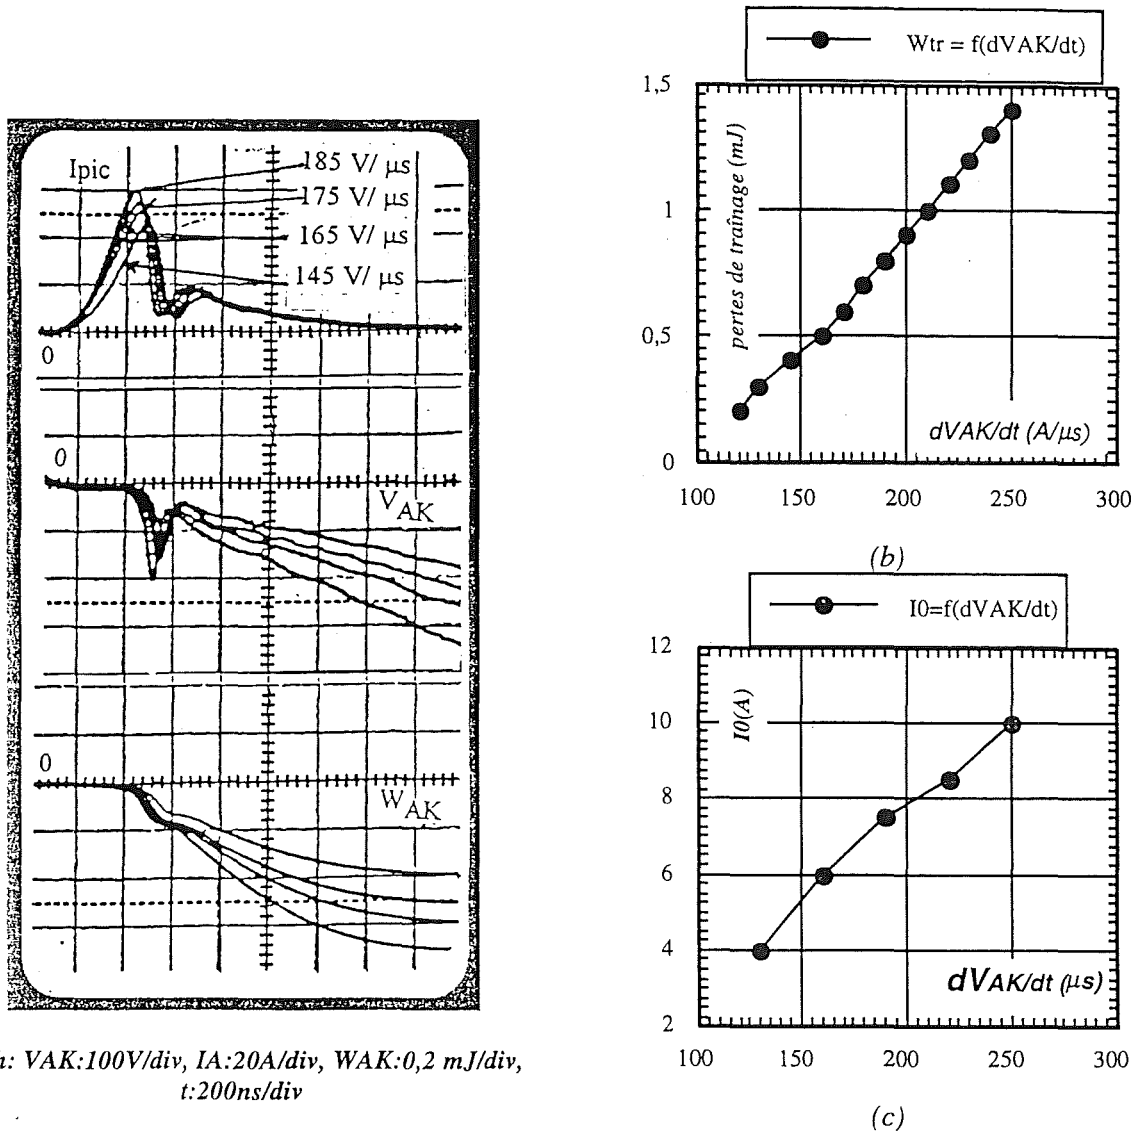 Ipic
185 V/ µs
175 V/ µs
165 V/ µs
145 V/ µs
0
0
VAK
0
WAK
VAK:100V/div, IA:20A/div, WAK:0,2 mJ/div,
t:200ns/div
Wtr = f(dVAK/dt)
1,5
1
0,5
0
pertes de traînage (mJ)
dVAK/dt (A/µs)
100 150 200 250 300
(b)
I0=f(dVAK/dt)
12
10
8
6
4
2
I0(A)
dVAK/dt (µs)
100 150 200 250 300
(c)